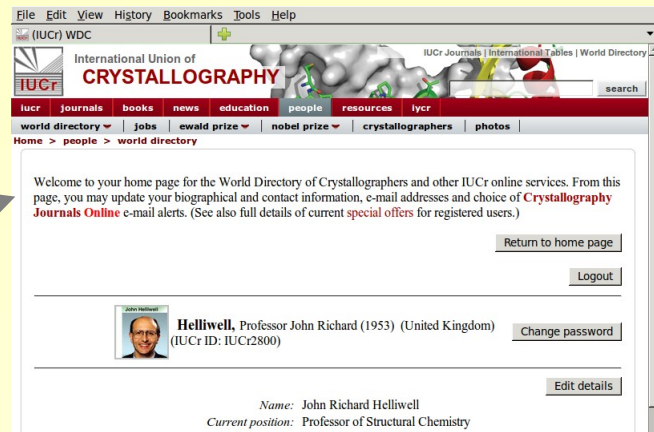 File Edit View History Bookmarks Tools Help
(IUCr) WDC
IUCr Journals | International Tables | World Directory
International Union of
CRYSTALLOGRAPHY
IUCr
search
iucr journals books news education people resources iycr
world directory | jobs | ewald prize | nobel prize | crystallographers | photos |
Home > people > world directory
Welcome to your home page for the World Directory of Crystallographers and other IUCr online services. From this
page, you may update your biographical and contact information, e-mail addresses and choice of Crystallography
Journals Online e-mail alerts. (See also full details of current special offers for registered users.)
Return to home page
Logout
John Helliwell
Helliwell, Professor John Richard (1953) (United Kingdom)
(IUCr ID: IUCr2800)
Change password
Edit details
Name: John Richard Helliwell
Current position: Professor of Structural Chemistry